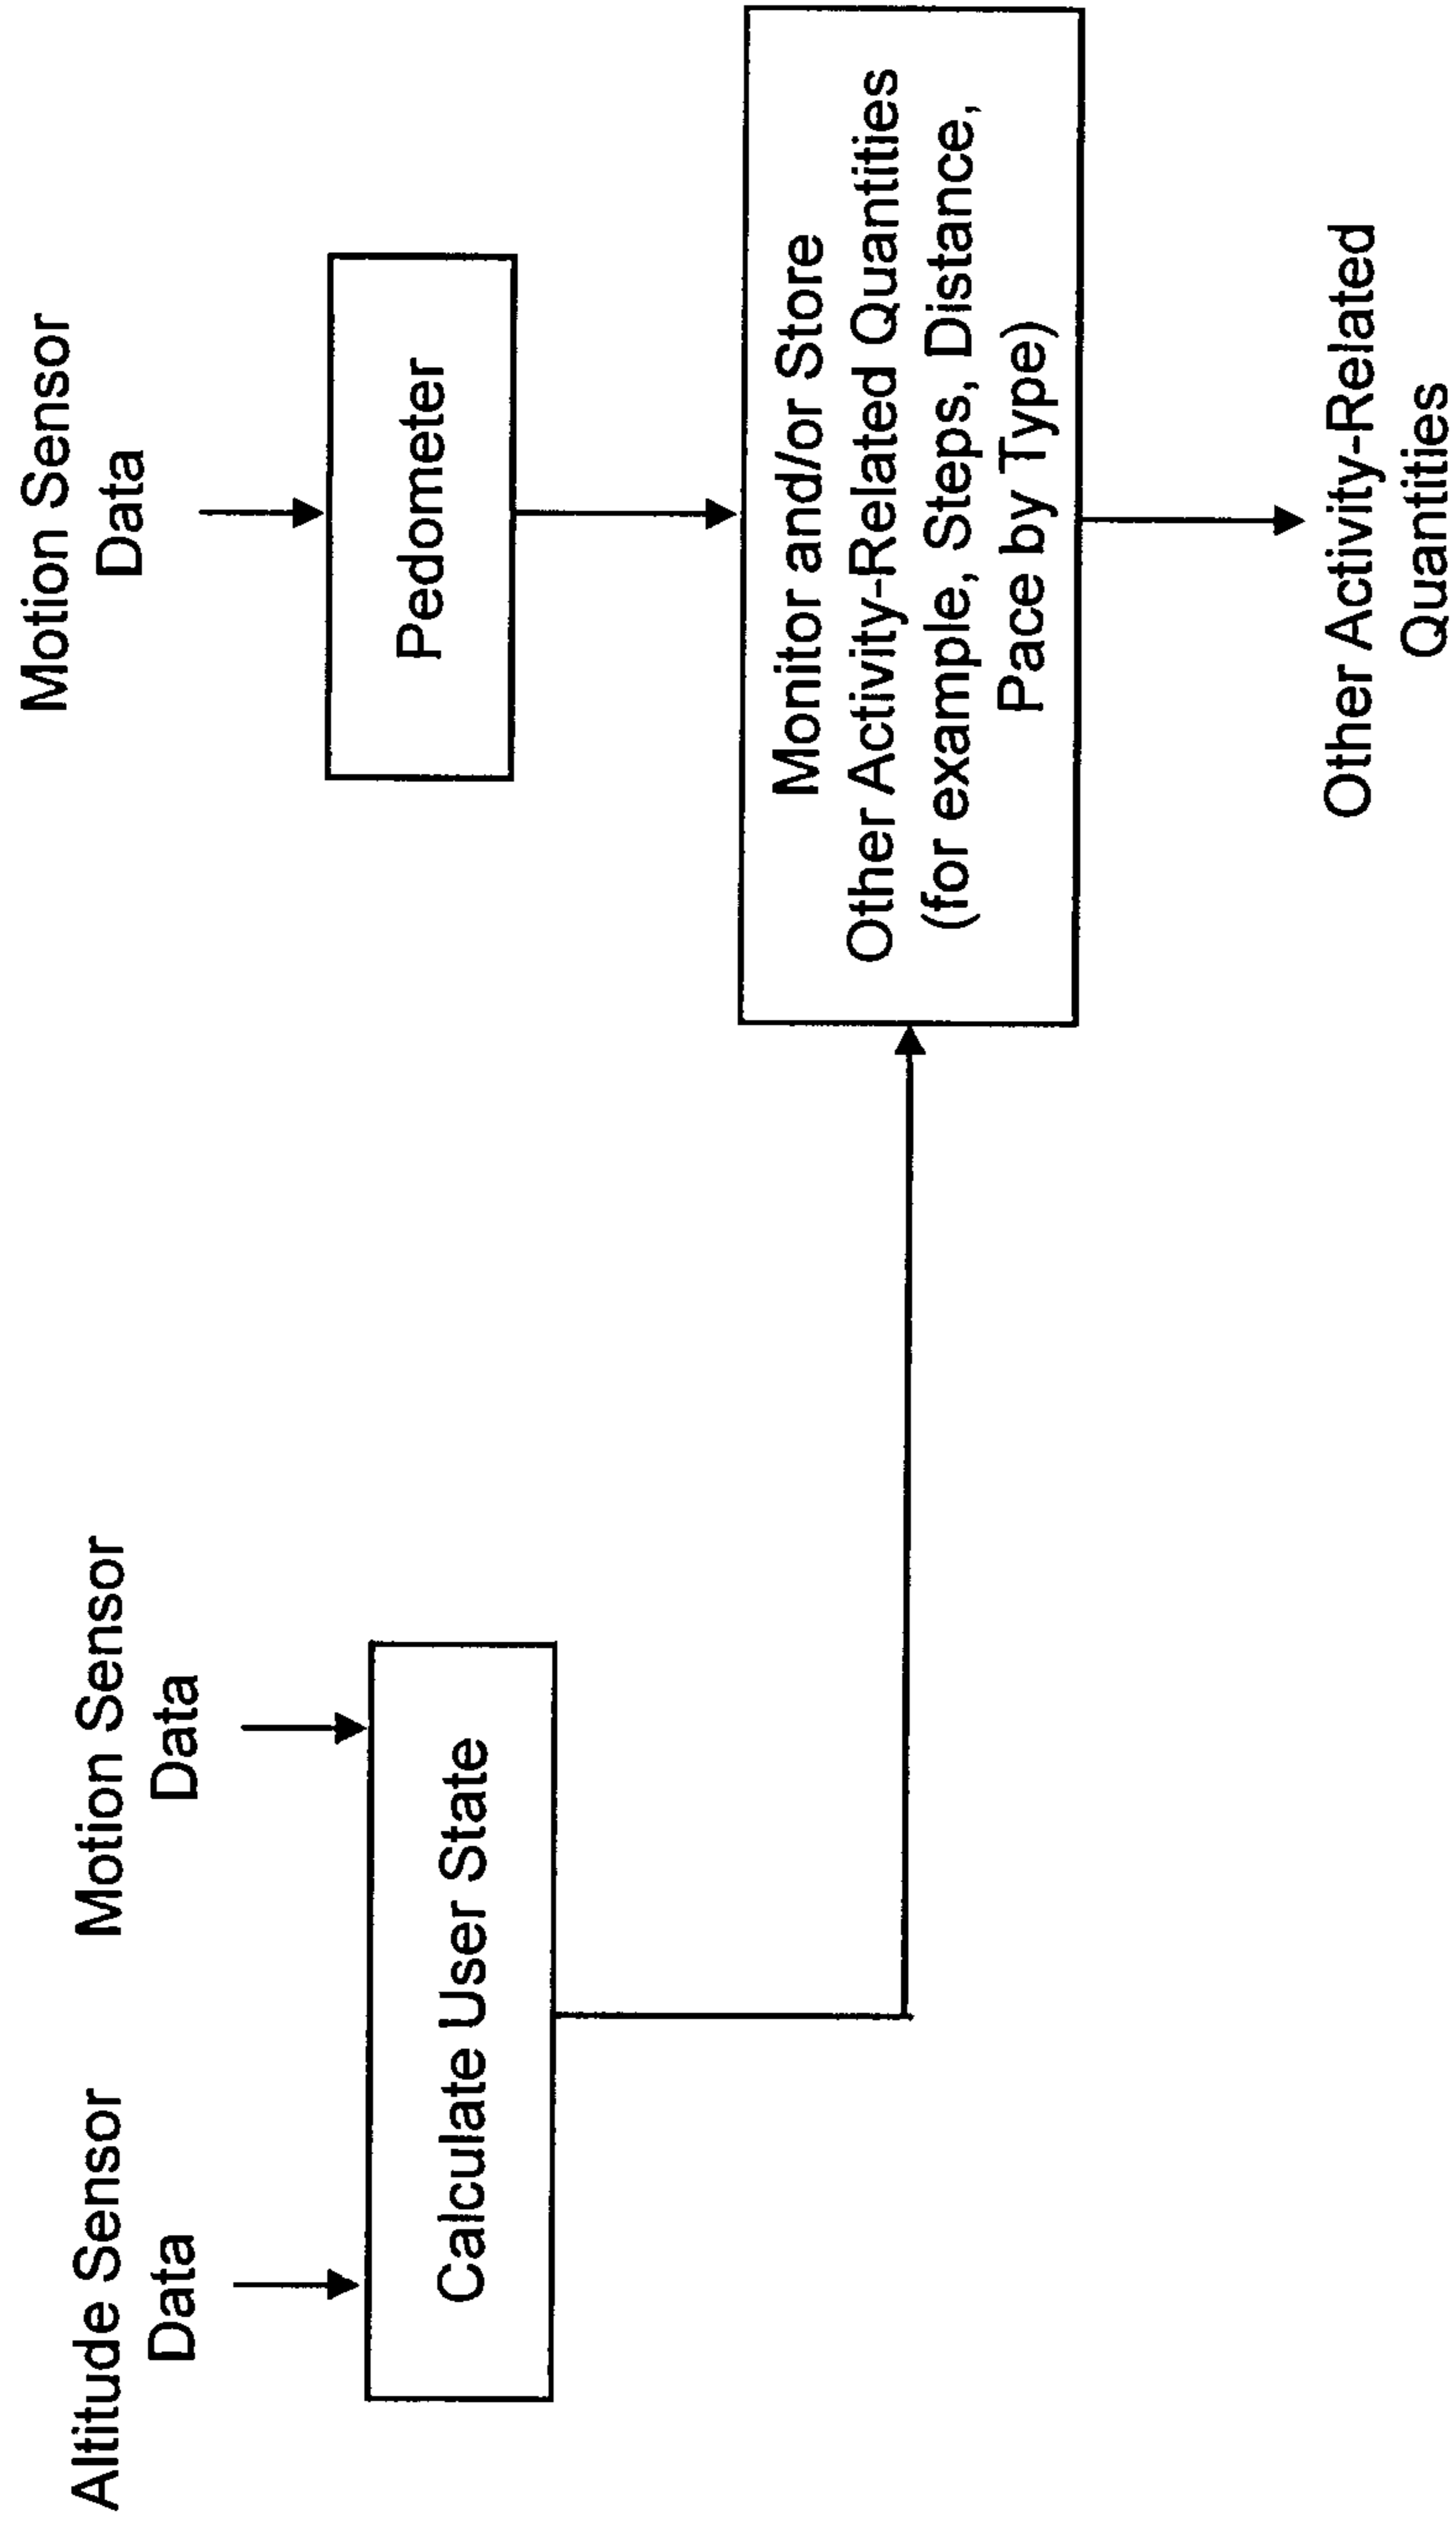 Altitude Sensor
Data
Motion Sensor
Data
Calculate User State
Motion Sensor
Data
Pedometer
Monitor and/or Store
Other Activity-Related Quantities
(for example, Steps, Distance,
Pace by Type)
Other Activity-Related
Quantities